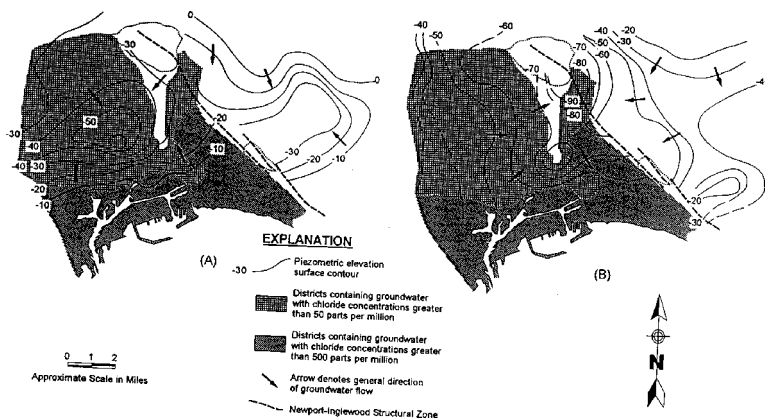 0
-30
0
-50
-20
-10
-30
-40
-30
-20
-10
-30
-20
-10
(A)
-40
-50
-60
-40
-20
-50
-30
-60
-70
-80
-70
-90
-80
-20
-30
(B)
EXPLANATION
-30 Piezometric elevation
surface contour
Districts containing groundwater
with chloride concentrations greater
than 50 parts per million
Districts containing groundwater
with chloride concentrations greater
than 500 parts per million
Arrow denotes general direction
of groundwater flow
Newport-Inglewood Structural Zone
0 1 2
Approximate Scale in Miles
N